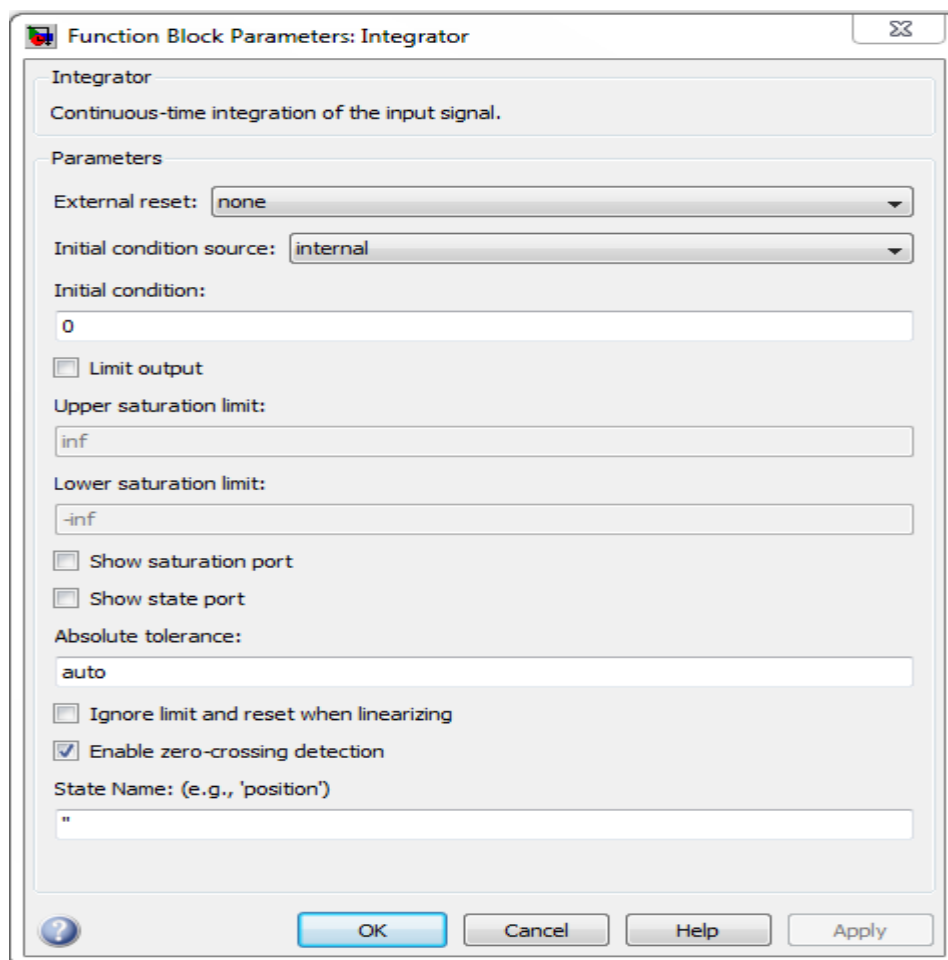 Function Block Parameters: Integrator
Integrator
Continuous-time integration of the input signal.
Parameters
External reset: none
Initial condition source: internal
Initial condition:
0
Limit output
Upper saturation limit:
inf
Lower saturation limit:
-inf
Show saturation port
Show state port
Absolute tolerance:
auto
Ignore limit and reset when linearizing
Enable zero-crossing detection
State Name: (e.g., 'position')
''
OK Cancel Help Apply